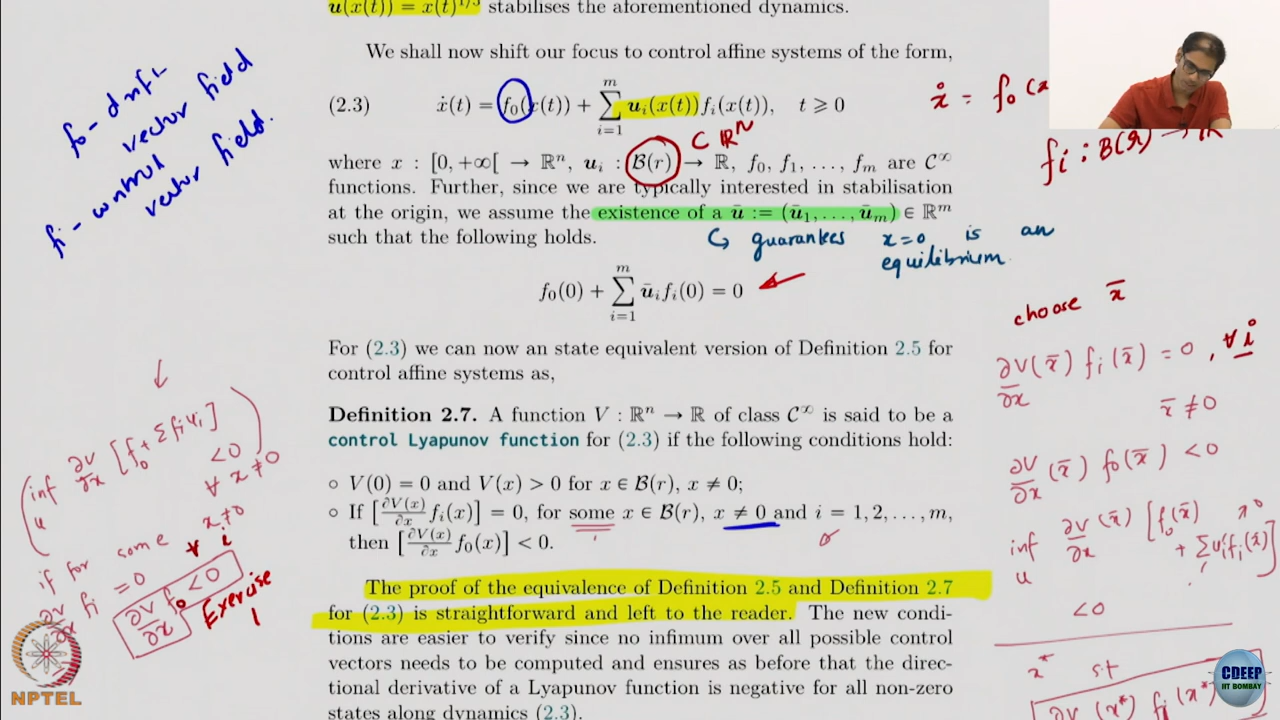 u(x(t)) = x(t)^{1/3} stabilises the aforementioned dynamics.
We shall now shift our focus to control affine systems of the form,
(2.3) ẋ(t) = f₀(x(t)) + ∑_{i=1}^{m} u_i(x(t)) f_i(x(t)), t ⩾ 0
where x : [0, +∞[ → ℝⁿ, u_i : B(r) → ℝ, f₀, f₁, . . . , f_m are C^∞
functions. Further, since we are typically interested in stabilisation
at the origin, we assume the existence of a ū := (ū₁, . . . , ū_m) ∈ ℝ^m
such that the following holds.
f₀(0) + ∑_{i=1}^{m} ū_i f_i(0) = 0
For (2.3) we can now an state equivalent version of Definition 2.5 for
control affine systems as,
Definition 2.7. A function V : ℝⁿ → ℝ of class C^∞ is said to be a
control Lyapunov function for (2.3) if the following conditions hold:
○ V(0) = 0 and V(x) > 0 for x ∈ B(r), x ≠ 0;
○ If [∂V(x)/∂x f_i(x)] = 0, for some x ∈ B(r), x ≠ 0 and i = 1, 2, . . . , m,
then [∂V(x)/∂x f₀(x)] < 0.
The proof of the equivalence of Definition 2.5 and Definition 2.7
for (2.3) is straightforward and left to the reader. The new condi-
tions are easier to verify since no infimum over all possible control
vectors needs to be computed and ensures as before that the direc-
tional derivative of a Lyapunov function is negative for all non-zero
states along dynamics (2.3).
f₀ - drift
vector field
fi - control
vector field.
⊂ ℝⁿ
ẋ = f₀(x
fi : B(r) →
↳ guarantees x=0 is an
equilibrium.
choose x̄
∂V/∂x (x̄) fi(x̄) = 0, ∀ i
x̄ ≠ 0
∂V/∂x (x̄) f₀(x̄) < 0
inf u ∂V/∂x (x̄) [f₀(x̄)
+ ∑ui fi(x̄)]
< 0
x* st
∂V (x*) fi (x*)
(inf u ∂V/∂x [f₀ + ∑ fi ui]
< 0
∀ x ≠ 0)
if for some x ≠ 0
∂V/∂x fi = 0 ∀ i
∂V/∂x f₀ < 0
Exercise
1
NPTEL
CDEEP
IIT BOMBAY